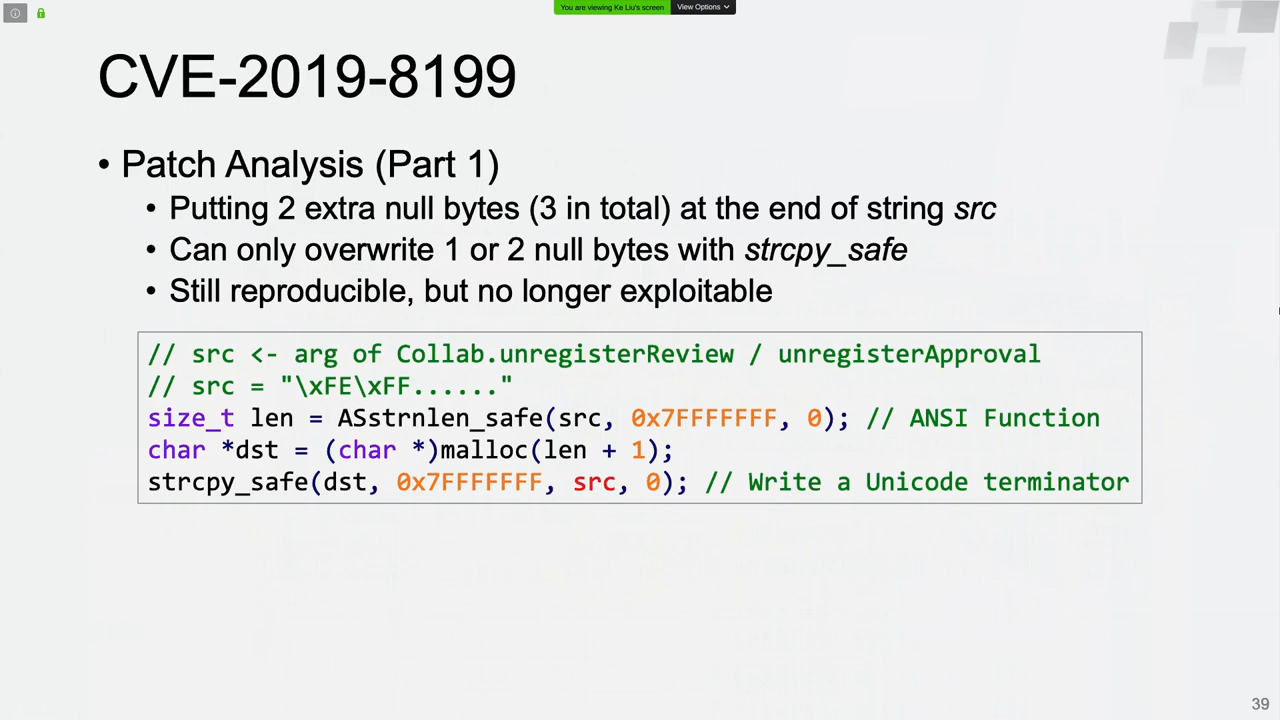 You are viewing Ke Liu's screen
View Options
CVE-2019-8199
• Patch Analysis (Part 1)
• Putting 2 extra null bytes (3 in total) at the end of string src
• Can only overwrite 1 or 2 null bytes with strcpy_safe
• Still reproducible, but no longer exploitable
// src <- arg of Collab.unregisterReview / unregisterApproval
// src = "\xFE\xFF......"
size_t len = ASstrnlen_safe(src, 0x7FFFFFFF, 0); // ANSI Function
char *dst = (char *)malloc(len + 1);
strcpy_safe(dst, 0x7FFFFFFF, src, 0); // Write a Unicode terminator
39